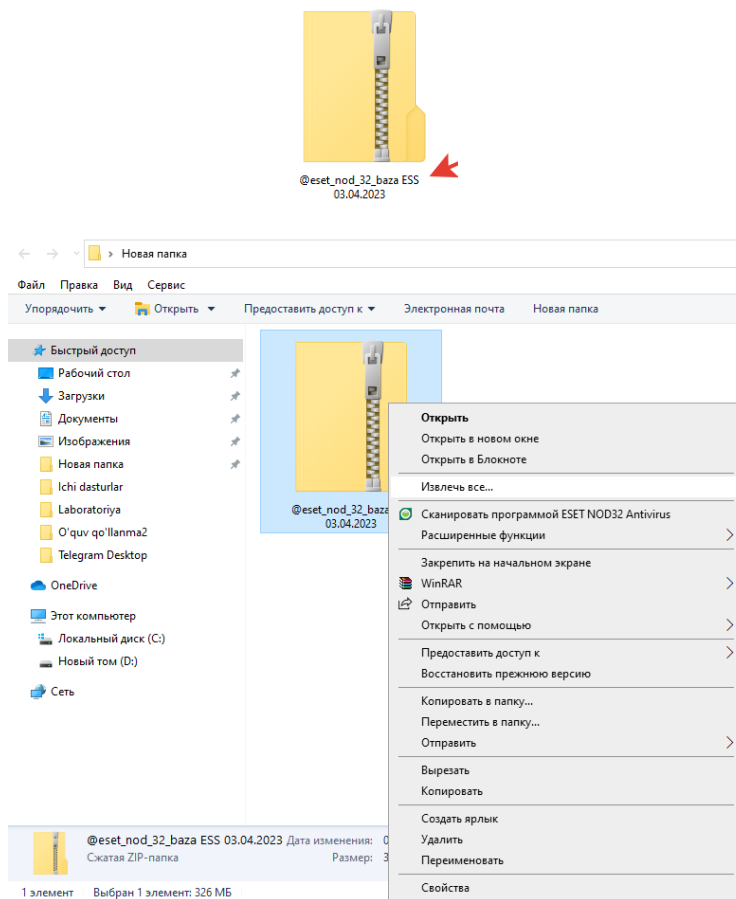 @eset_nod_32_baza ESS
03.04.2023
Новая папка
Файл Правка Вид Сервис
Упорядочить Открыть Предоставить доступ к Электронная почта Новая папка
Быстрый доступ
Рабочий стол
Загрузки
Документы
Изображения
Новая папка
Ichi dasturlar
Laboratoriya
O'quv qo'llanma2
Telegram Desktop
OneDrive
Этот компьютер
Локальный диск (C:)
Новый том (D:)
Сеть
@eset_nod_32_baza
03.04.2023
Открыть
Открыть в новом окне
Открыть в Блокноте
Извлечь все...
Сканировать программой ESET NOD32 Antivirus
Расширенные функции
Закрепить на начальном экране
WinRAR
Отправить
Открыть с помощью
Предоставить доступ к
Восстановить прежнюю версию
Копировать в папку...
Переместить в папку...
Отправить
Вырезать
Копировать
Создать ярлык
Удалить
Переименовать
Свойства
@eset_nod_32_baza ESS 03.04.2023 Дата изменения: 0
Сжатая ZIP-папка Размер: 3
1 элемент Выбран 1 элемент: 326 МБ